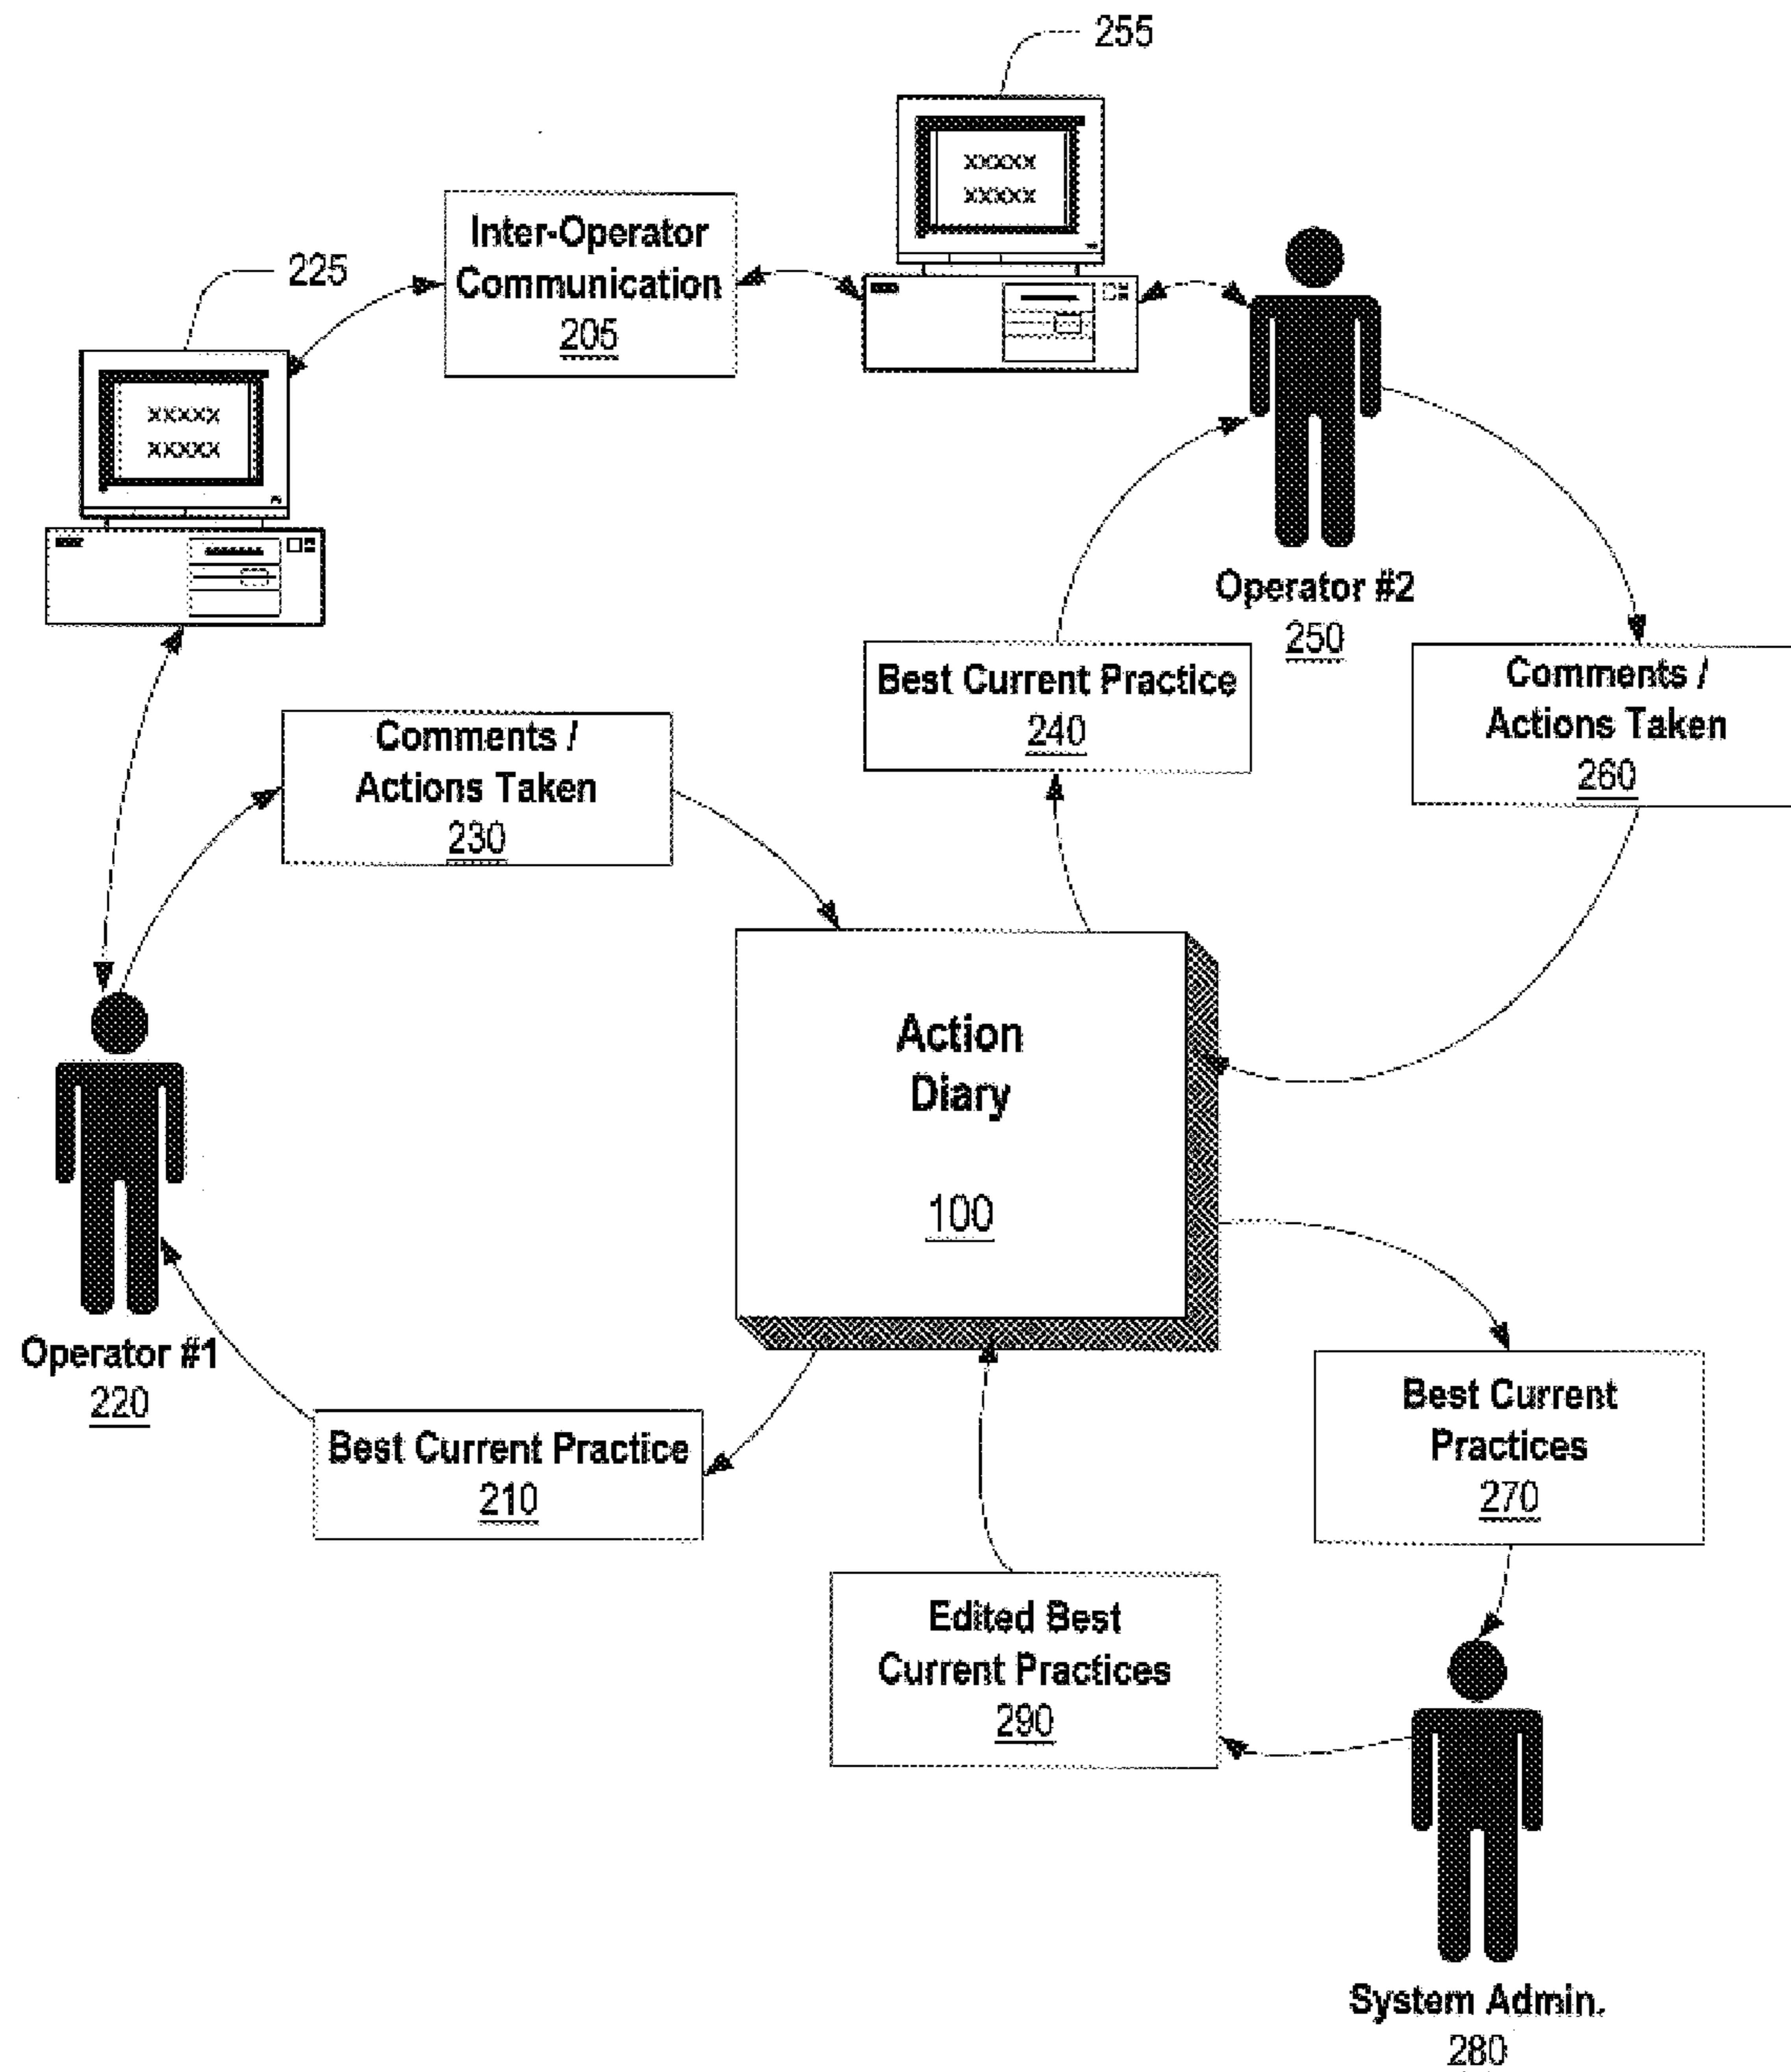 255
XXXXX
XXXXX
Inter-Operator
Communication
205
225
XXXXX
XXXXX
Operator #2
250
Best Current Practice
240
Comments /
Actions Taken
260
Comments /
Actions Taken
230
Action
Diary
100
Operator #1
220
Best Current Practice
210
Best Current
Practices
270
Edited Best
Current Practices
290
System Admin.
280